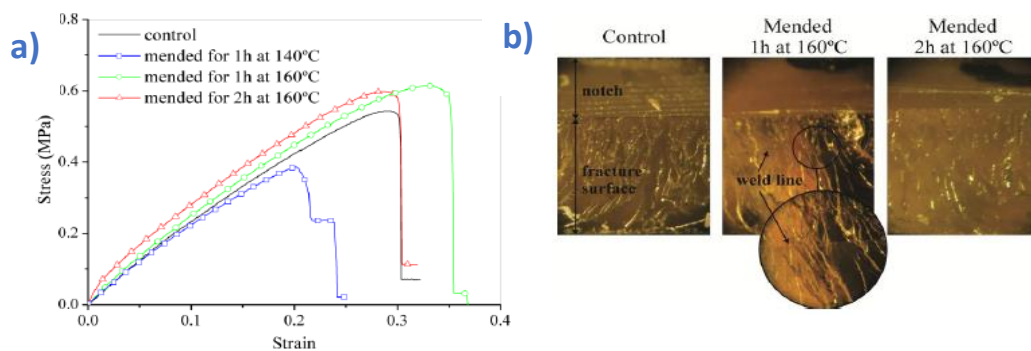 a)
0.8
0.6
0.4
0.2
0.0
Stress (MPa)
control
mended for 1h at 140ºC
mended for 1h at 160ºC
mended for 2h at 160ºC
0.0 0.1 0.2 0.3 0.4
Strain
b)
Control
Mended
1h at 160ºC
Mended
2h at 160ºC
notch
fracture
surface
weld line